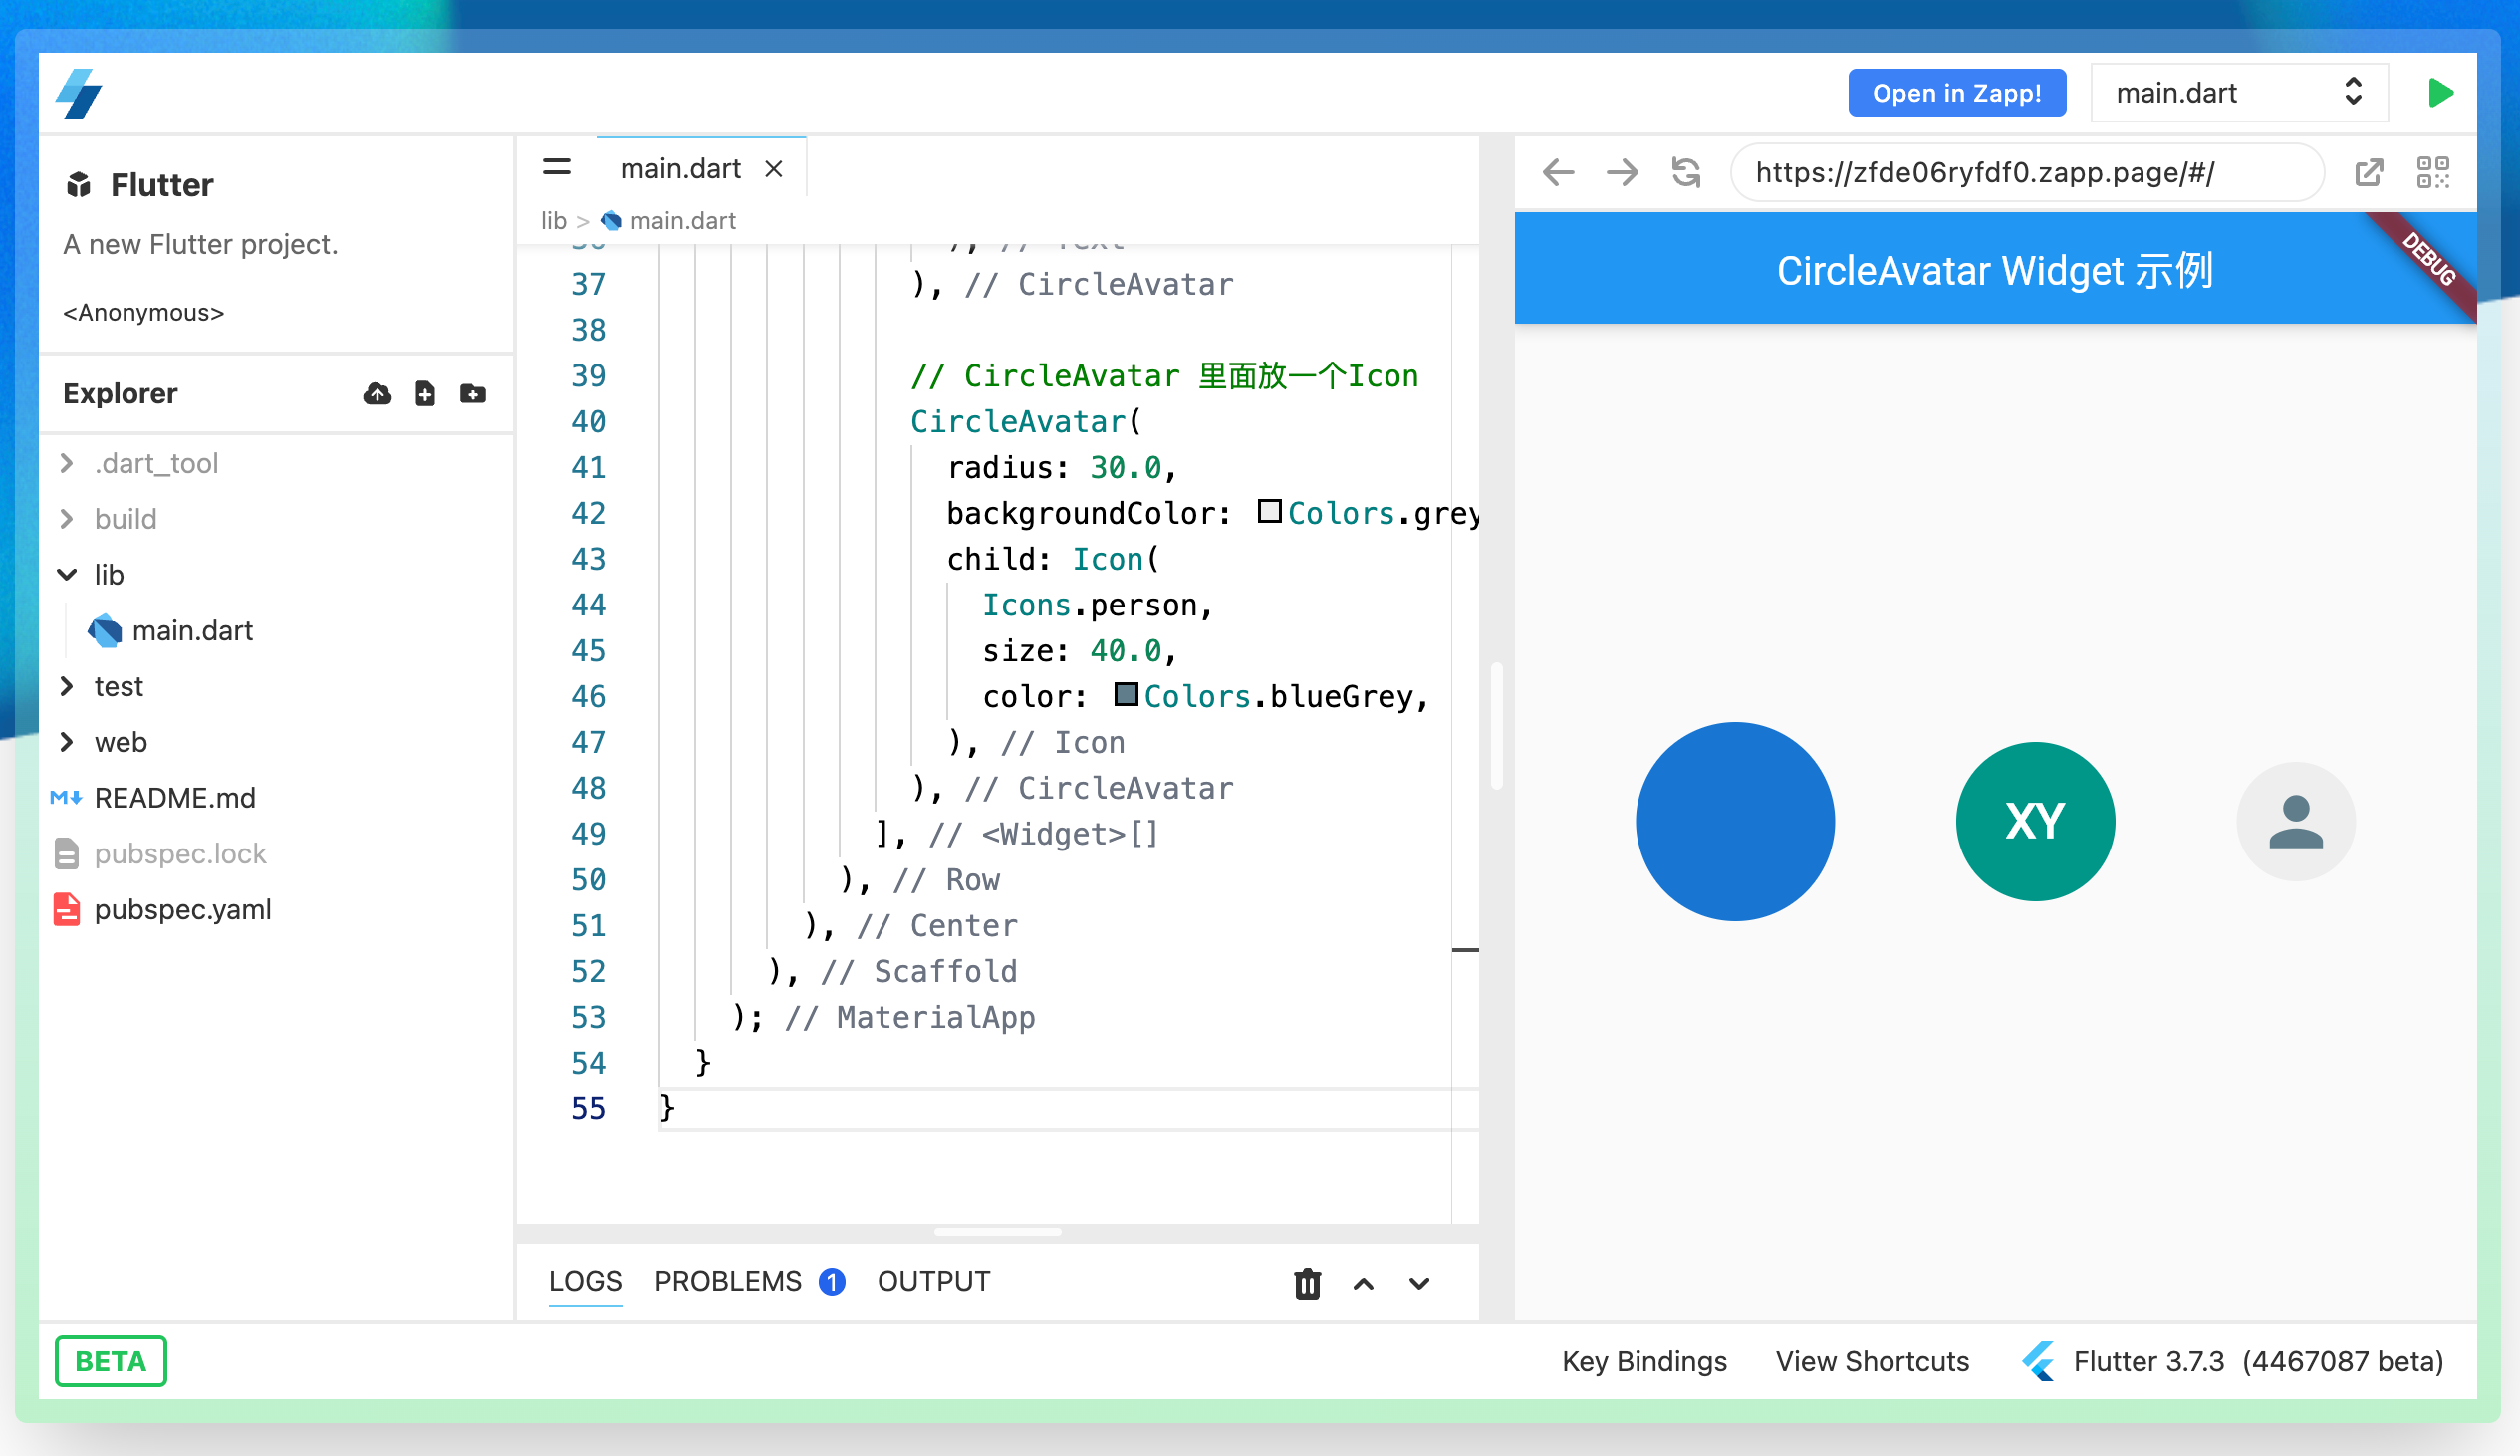 Open in Zapp!
main.dart
Flutter
A new Flutter project.
<Anonymous>
Explorer
.dart_tool
build
lib
main.dart
test
web
README.md
pubspec.lock
pubspec.yaml
main.dart
lib > main.dart
36 ), // Text
37 ), // CircleAvatar
38
39 // CircleAvatar 里面放一个Icon
40 CircleAvatar(
41 radius: 30.0,
42 backgroundColor: Colors.grey
43 child: Icon(
44 Icons.person,
45 size: 40.0,
46 color: Colors.blueGrey,
47 ), // Icon
48 ), // CircleAvatar
49 ], // <Widget>[]
50 ), // Row
51 ), // Center
52 ), // Scaffold
53 ); // MaterialApp
54 }
55 }
LOGS PROBLEMS 1 OUTPUT
https://zfde06ryfdf0.zapp.page/#/
CircleAvatar Widget 示例
DEBUG
XY
BETA
Key Bindings View Shortcuts Flutter 3.7.3 (4467087 beta)